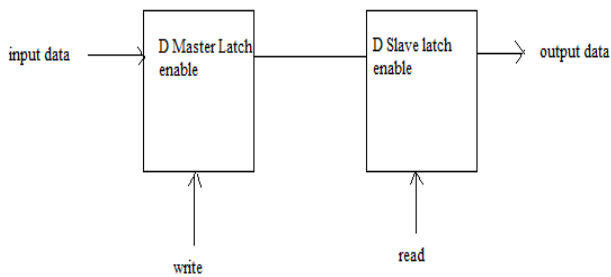 input data
D Master Latch
enable
D Slave latch
enable
output data
write
read